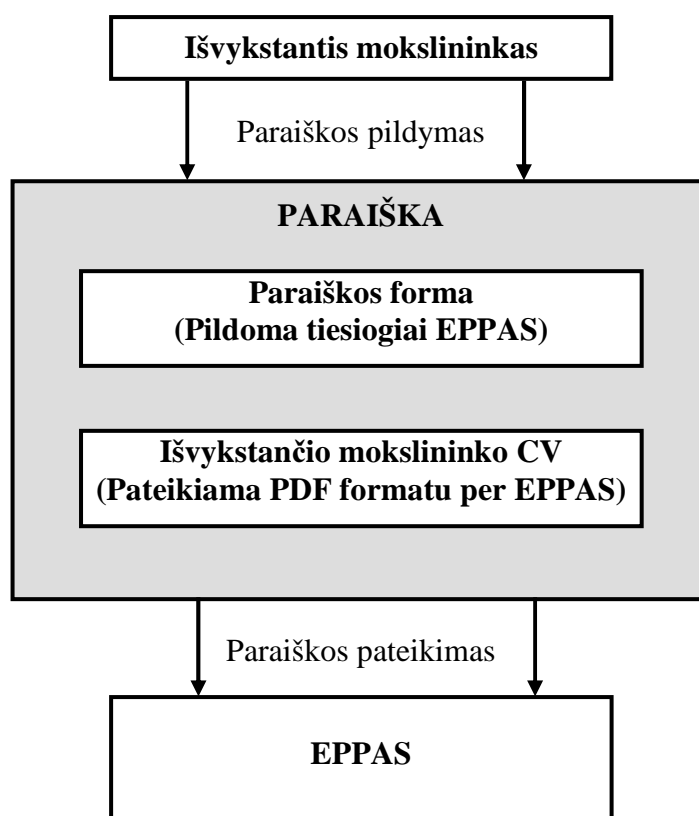 Išvykstantis mokslininkas
Paraiškos pildymas
PARAIŠKA
Paraiškos forma
(Pildoma tiesiogiai EPPAS)
Išvykstančio mokslininko CV
(Pateikiama PDF formatu per EPPAS)
Paraiškos pateikimas
EPPAS